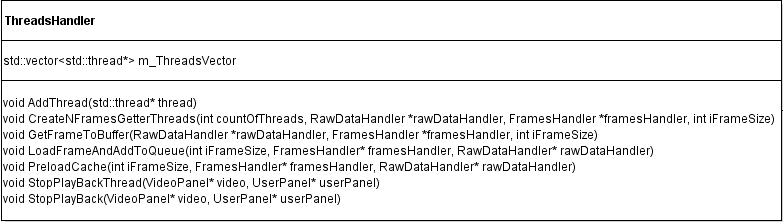 ThreadsHandler
std::vector<std::thread*> m_ThreadsVector
void AddThread(std::thread* thread)
void CreateNFramesGetterThreads(int countOfThreads, RawDataHandler *rawDataHandler, FramesHandler *framesHandler, int iFrameSize)
void GetFrameToBuffer(RawDataHandler *rawDataHandler, FramesHandler *framesHandler, int iFrameSize)
void LoadFrameAndAddToQueue(int iFrameSize, FramesHandler* framesHandler, RawDataHandler* rawDataHandler)
void PreloadCache(int iFrameSize, FramesHandler* framesHandler, RawDataHandler* rawDataHandler)
void StopPlayBackThread(VideoPanel* video, UserPanel* userPanel)
void StopPlayBack(VideoPanel* video, UserPanel* userPanel)